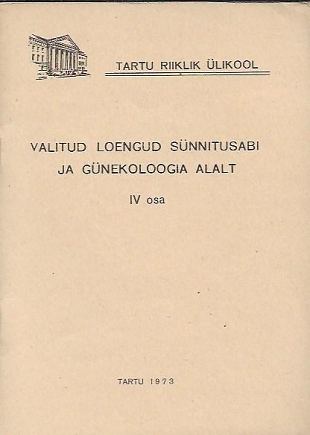 TARTU RIIKLIK ÜLIKOOL
VALITUD LOENGUD SÜNNITUSABI
JA GÜNEKOLOOGIA ALALT
IV osa
TARTU 1973